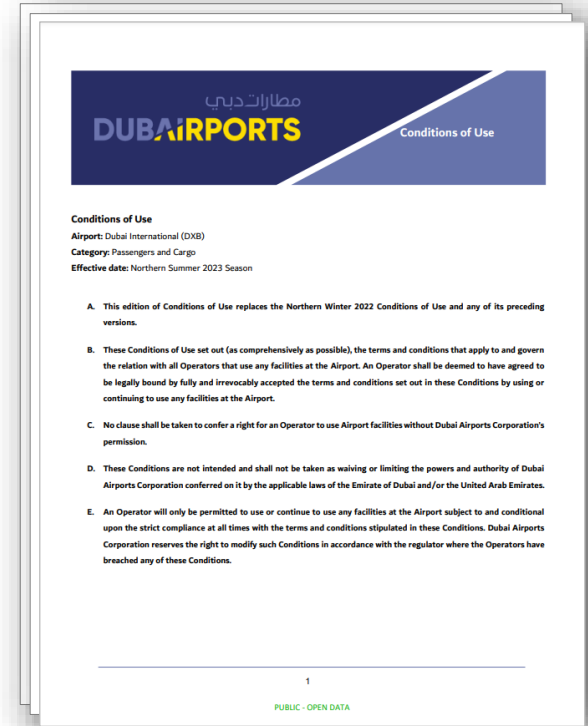 مطارات دبي
DUBAiRPORTS
Conditions of Use
Conditions of Use
Airport: Dubai International (DXB)
Category: Passengers and Cargo
Effective date: Northern Summer 2023 Season
A. This edition of Conditions of Use replaces the Northern Winter 2022 Conditions of Use and any of its preceding
versions.
B. These Conditions of Use set out (as comprehensively as possible), the terms and conditions that apply to and govern
the relation with all Operators that use any facilities at the Airport. An Operator shall be deemed to have agreed to
be legally bound by fully and irrevocably accepted the terms and conditions set out in these Conditions by using or
continuing to use any facilities at the Airport.
C. No clause shall be taken to confer a right for an Operator to use Airport facilities without Dubai Airports Corporation's
permission.
D. These Conditions are not intended and shall not be taken as waiving or limiting the powers and authority of Dubai
Airports Corporation conferred on it by the applicable laws of the Emirate of Dubai and/or the United Arab Emirates.
E. An Operator will only be permitted to use or continue to use any facilities at the Airport subject to and conditional
upon the strict compliance at all times with the terms and conditions stipulated in these Conditions. Dubai Airports
Corporation reserves the right to modify such Conditions in accordance with the regulator where the Operators have
breached any of these Conditions.
1
PUBLIC - OPEN DATA